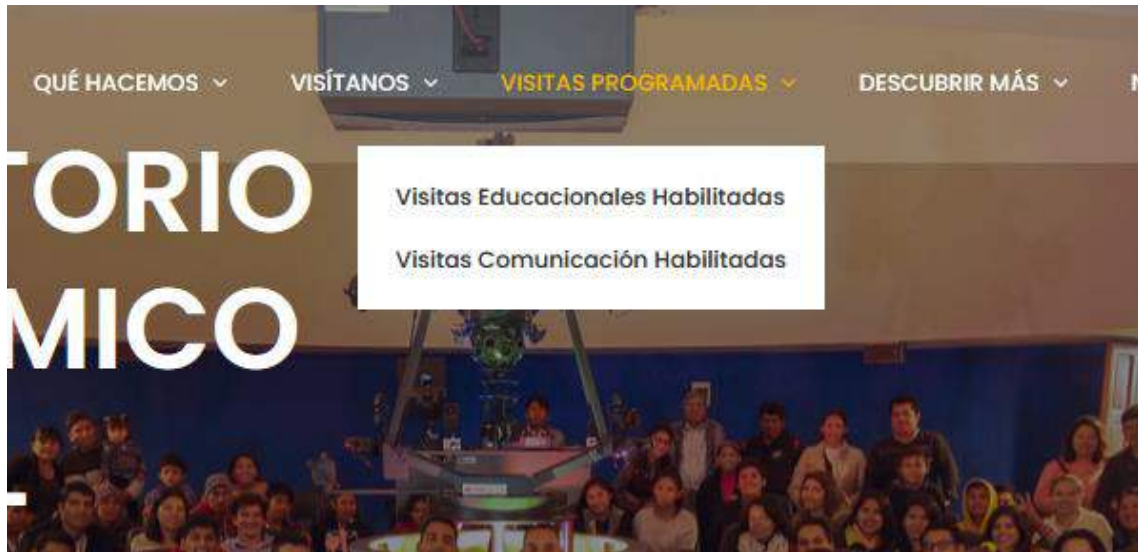 QUÉ HACEMOS
VISÍTANOS
VISITAS PROGRAMADAS
DESCUBRIR MÁS
N
TORIO
Visitas Educacionales Habilitadas
Visitas Comunicación Habilitadas
MICO